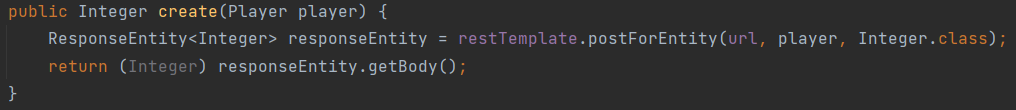 public Integer create(Player player) {
    ResponseEntity<Integer> responseEntity = restTemplate.postForEntity(url, player, Integer.class);
    return (Integer) responseEntity.getBody();
}